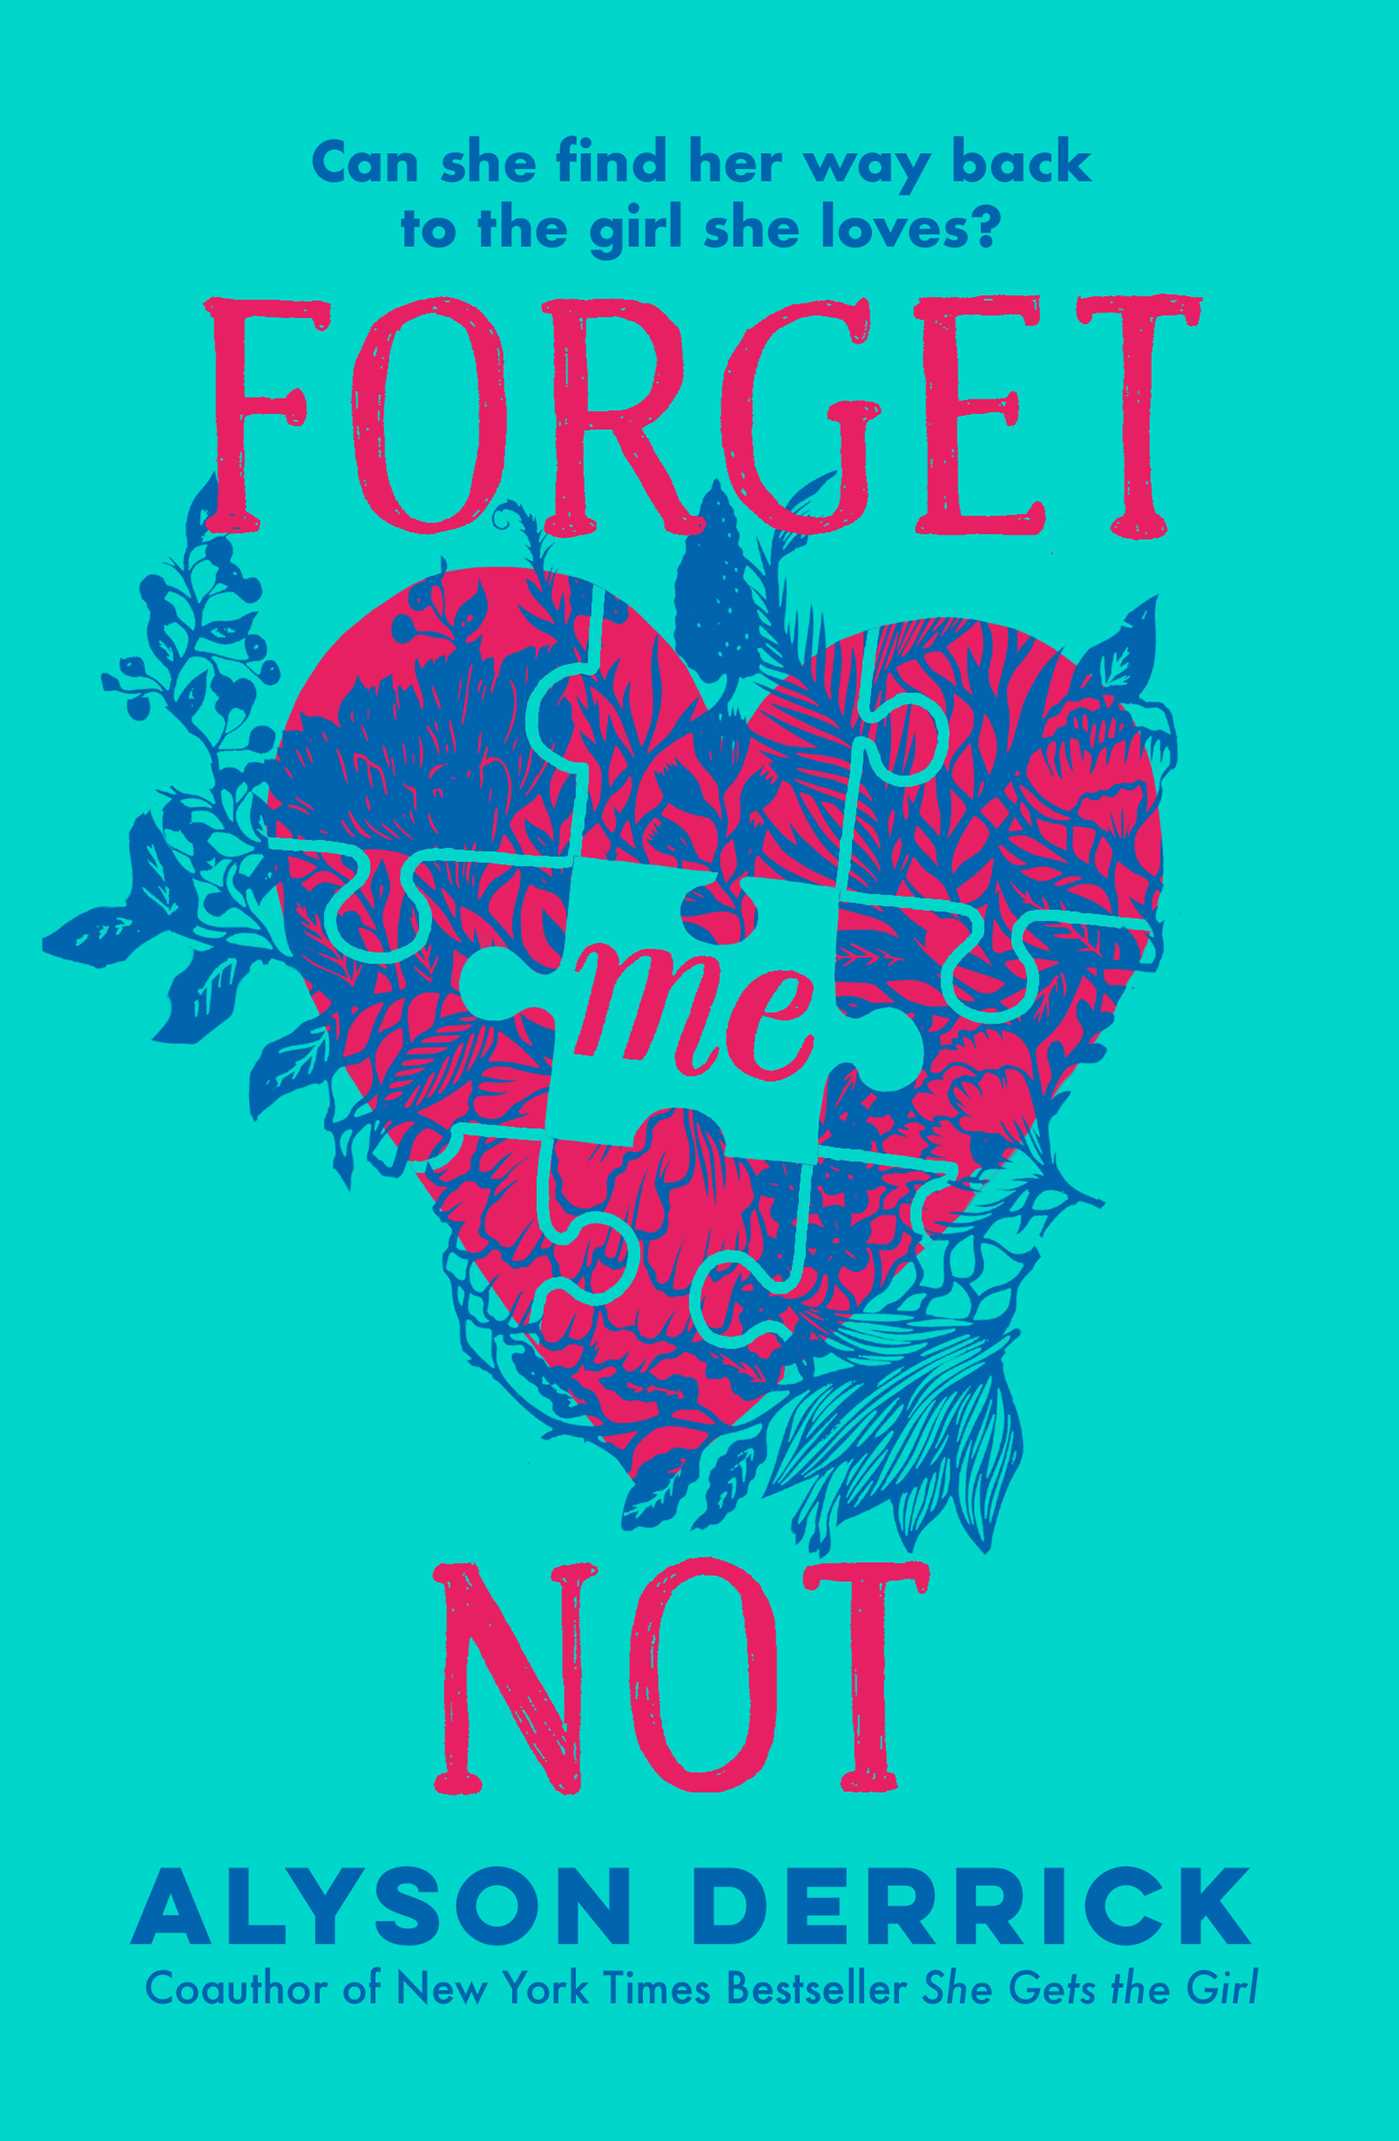 Can she find her way back
to the girl she loves?
FORGET
me
NOT
ALYSON DERRICK
Coauthor of New York Times Bestseller She Gets the Girl